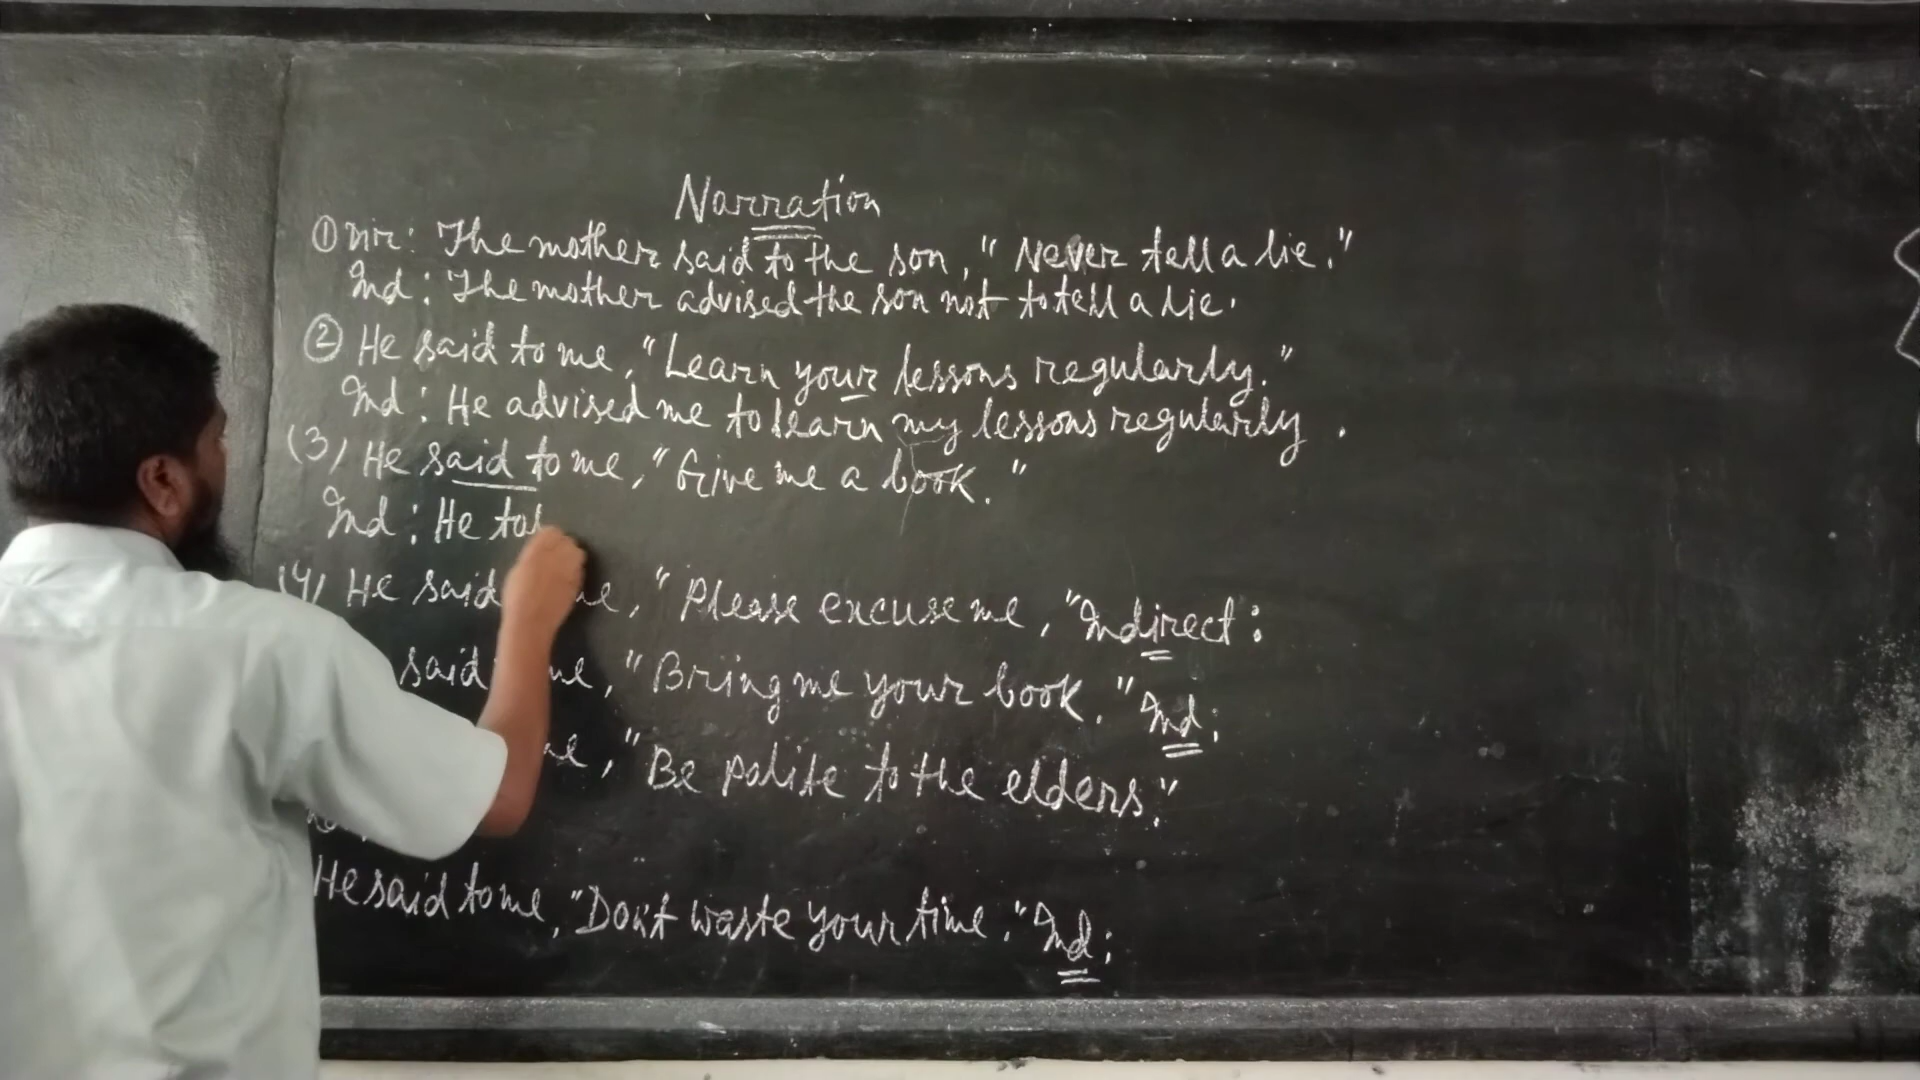 Narration
① Dir: The mother said to the son, "Never tell a lie."
Ind: The mother advised the son not to tell a lie.
② He said to me, "Learn your lessons regularly."
Ind: He advised me to learn my lessons regularly.
(3) He said to me, "Give me a book."
Ind: He tol
(4) He said me, "Please excuse me, "Indirect:
said me, "Bring me your book." Ind:
"Be polite to the elders."
He said to me, "Don't waste your time." Ind: